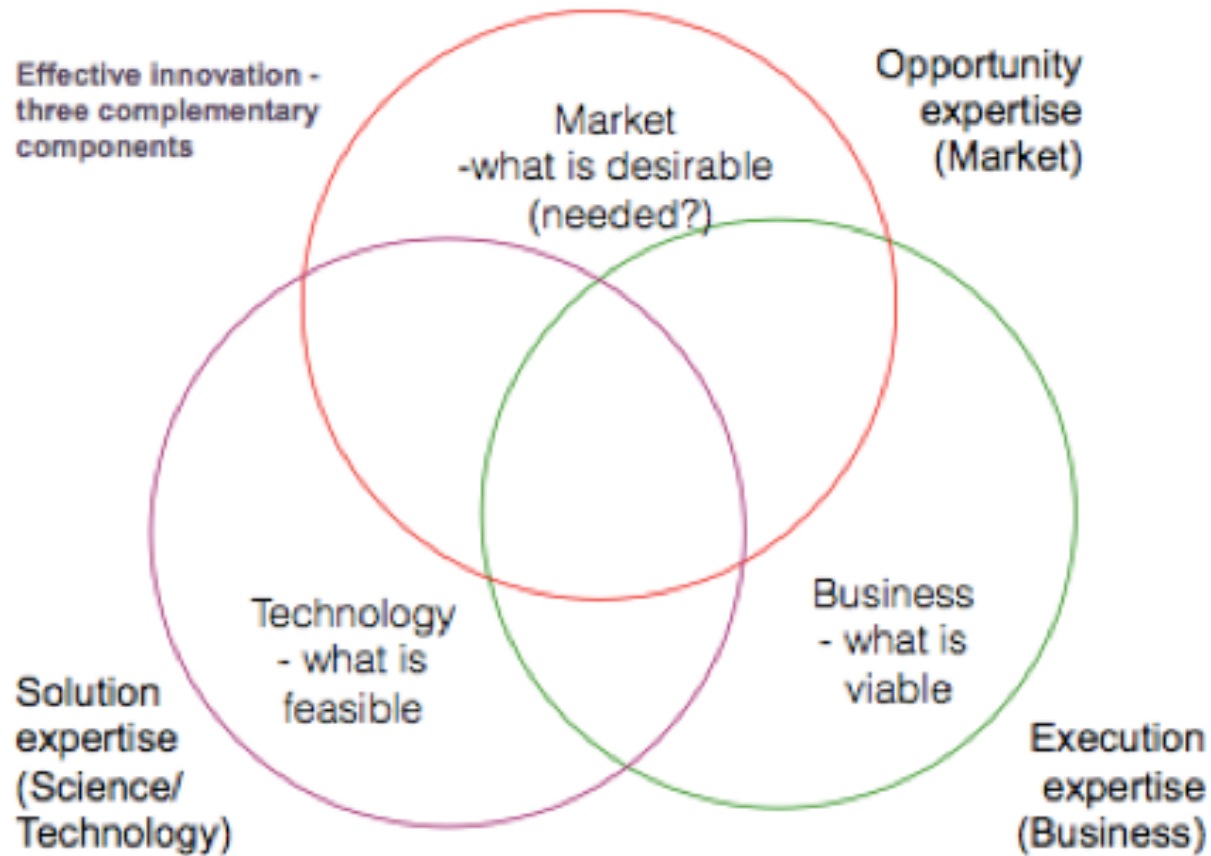 Effective innovation -
three complementary
components
Opportunity
expertise
(Market)
Market
-what is desirable
(needed?)
Technology
- what is
feasible
Business
- what is
viable
Solution
expertise
(Science/
Technology)
Execution
expertise
(Business)